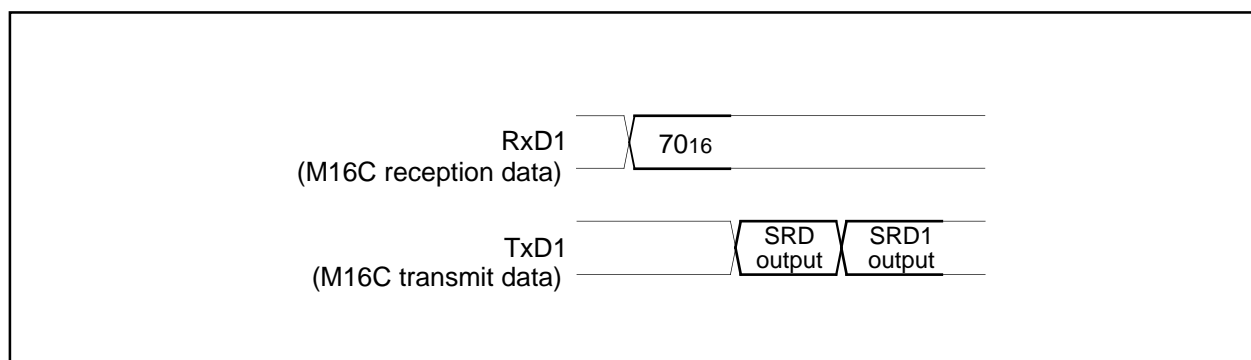 RxD1
(M16C reception data)
7016
TxD1
(M16C transmit data)
SRD
output
SRD1
output